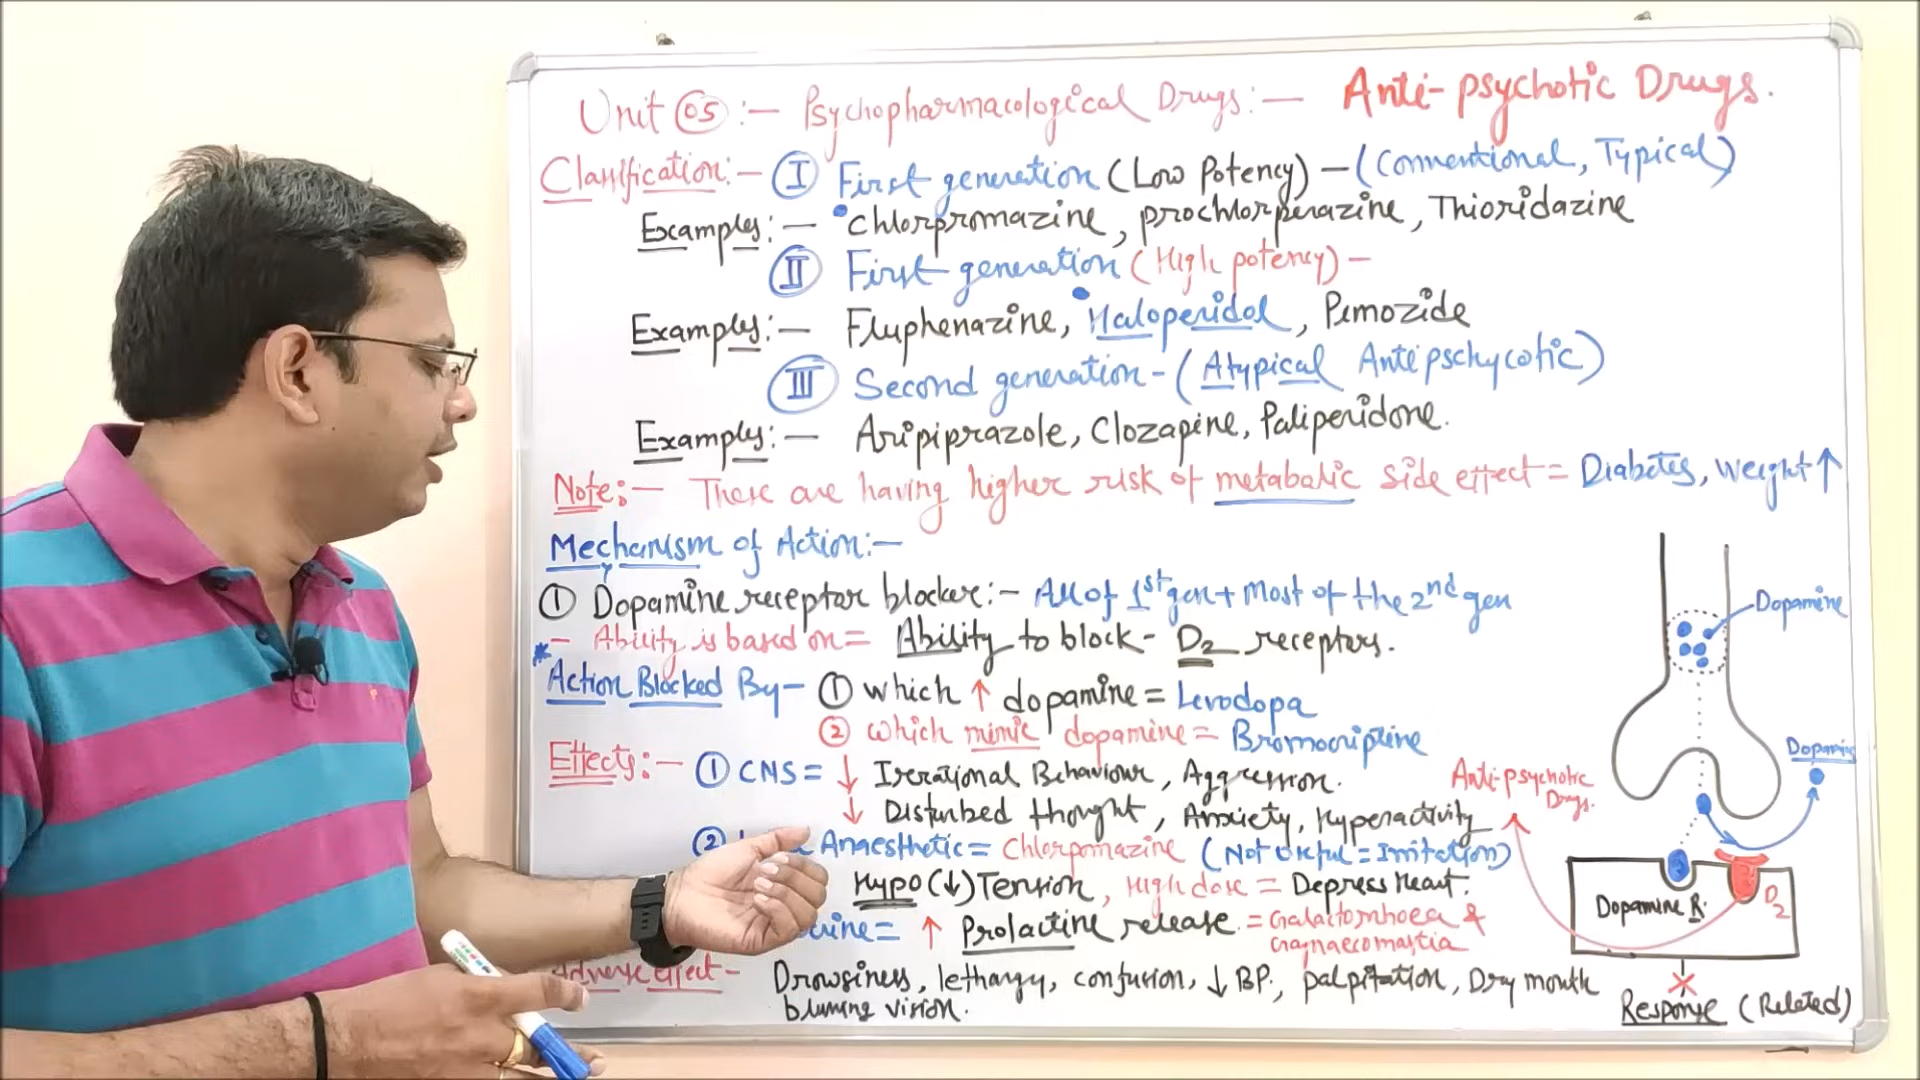 Unit 05 :— Psychopharmacological Drugs :— Anti-psychotic Drugs.
Classification :— I First generation (Low Potency) — (Conventional, Typical)
Examples :— Chlorpromazine, prochlorperazine, Thioridazine
II First generation (High potency) —
Examples :— Fluphenazine, Haloperidol, Pimozide
III Second generation - (Atypical Antipschycotic)
Examples :— Aripiprazole, Clozapine, Paliperidone.
Note :— These are having higher risk of metabolic side effect = Diabetes, weight ↑
Mechanism of Action :—
① Dopamine receptor blocker :— All of 1st gen + Most of the 2nd gen
- Ability is based on = Ability to block - D2 receptors.
* Action Blocked By — ① which ↑ dopamine = Levodopa
② which mimic dopamine = Bromocriptine
Effects :— ① CNS = ↓ Irrational Behaviour, Aggression.
↓ Disturbed thought, Anxiety, Hyperactivity
② Anaesthetic = Chlorpomazine (Not Useful = Irritation)
Hypo (↓) Tension, High dose = Depress Heart.
crine = ↑ Prolactine release = Galactorrhoea & Gaynaecomastia
Adverse effect — Drowsiness, lethargy, confusion, ↓ BP, palpitation, Dry mouth
blurring vision.
Dopamine
Dopamine
Anti-psychotic
Drugs.
Dopamine R.
D2
Response (Related)